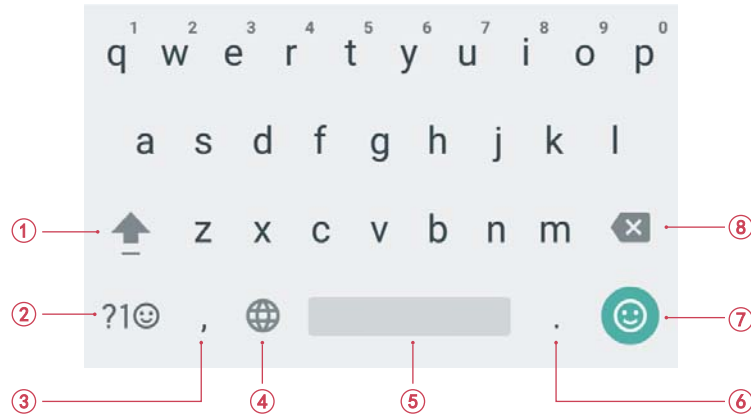 1 2 3 4 5 6 7 8 9 0
q w e r t y u i o p
a s d f g h j k l
① z x c v b n m ⑧
② ?1☺ , . ⑦
③ ④ ⑤ ⑥